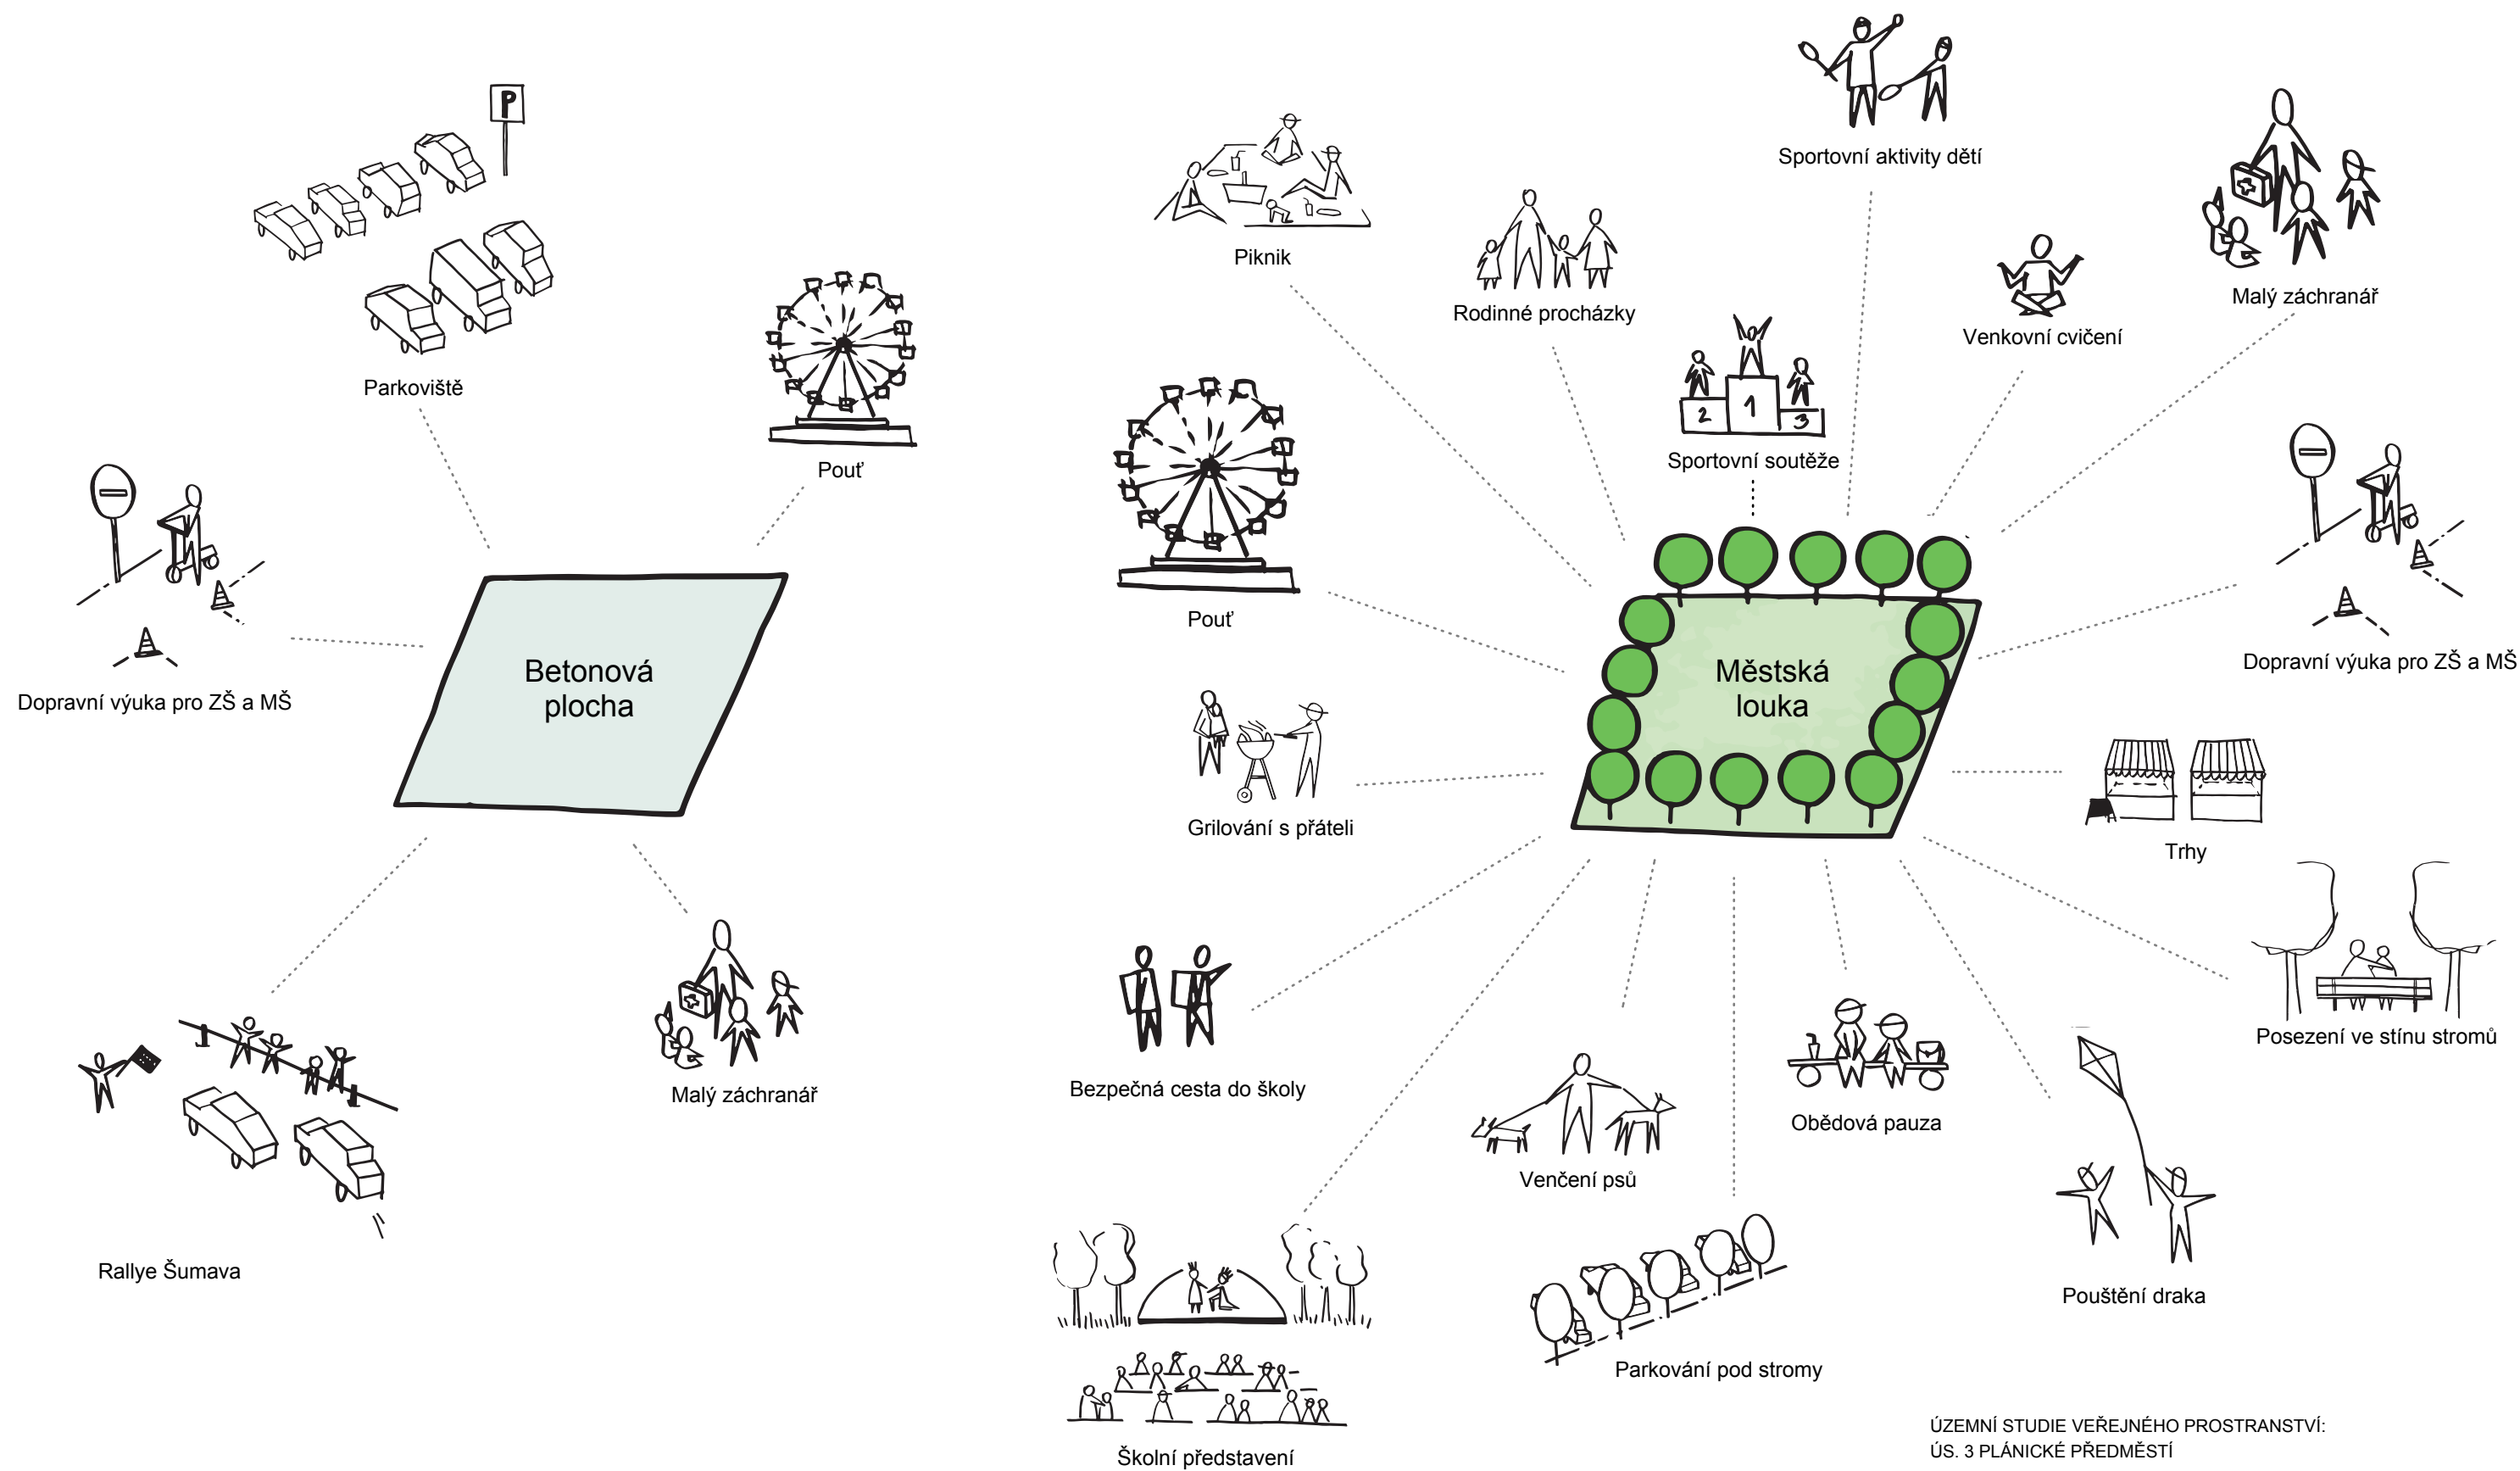 P
Parkoviště
Pouť
Dopravní výuka pro ZŠ a MŠ
Betonová
plocha
Malý záchranář
Rallye Šumava
Sportovní aktivity dětí
Piknik
Rodinné procházky
Malý záchranář
Venkovní cvičení
1
2
3
Sportovní soutěže
Pouť
Městská
louka
Dopravní výuka pro ZŠ a MŠ
Grilování s přáteli
Trhy
Posezení ve stínu stromů
Bezpečná cesta do školy
Obědová pauza
Venčení psů
Pouštění draka
Parkování pod stromy
Školní představení
ÚZEMNÍ STUDIE VEŘEJNÉHO PROSTRANSTVÍ:
ÚS. 3 PLÁNICKÉ PŘEDMĚSTÍ